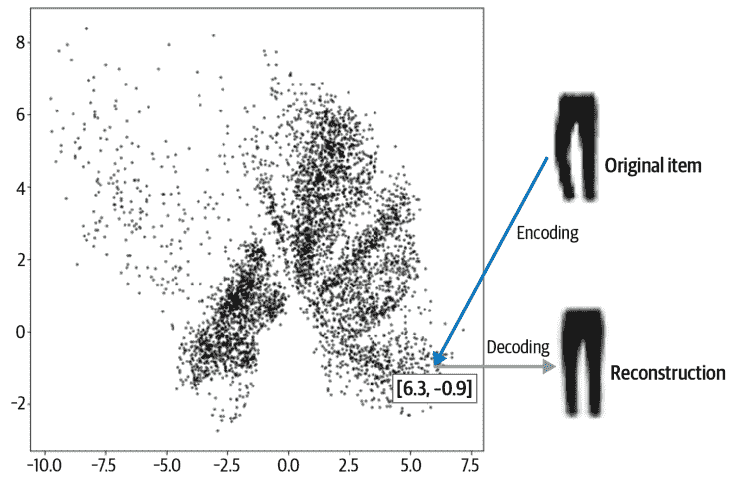 8
6
4
2
0
–2
–10.0 –7.5 –5.0 –2.5 0.0 2.5 5.0 7.5
Original item
Encoding
Decoding
Reconstruction
[6.3, –0.9]